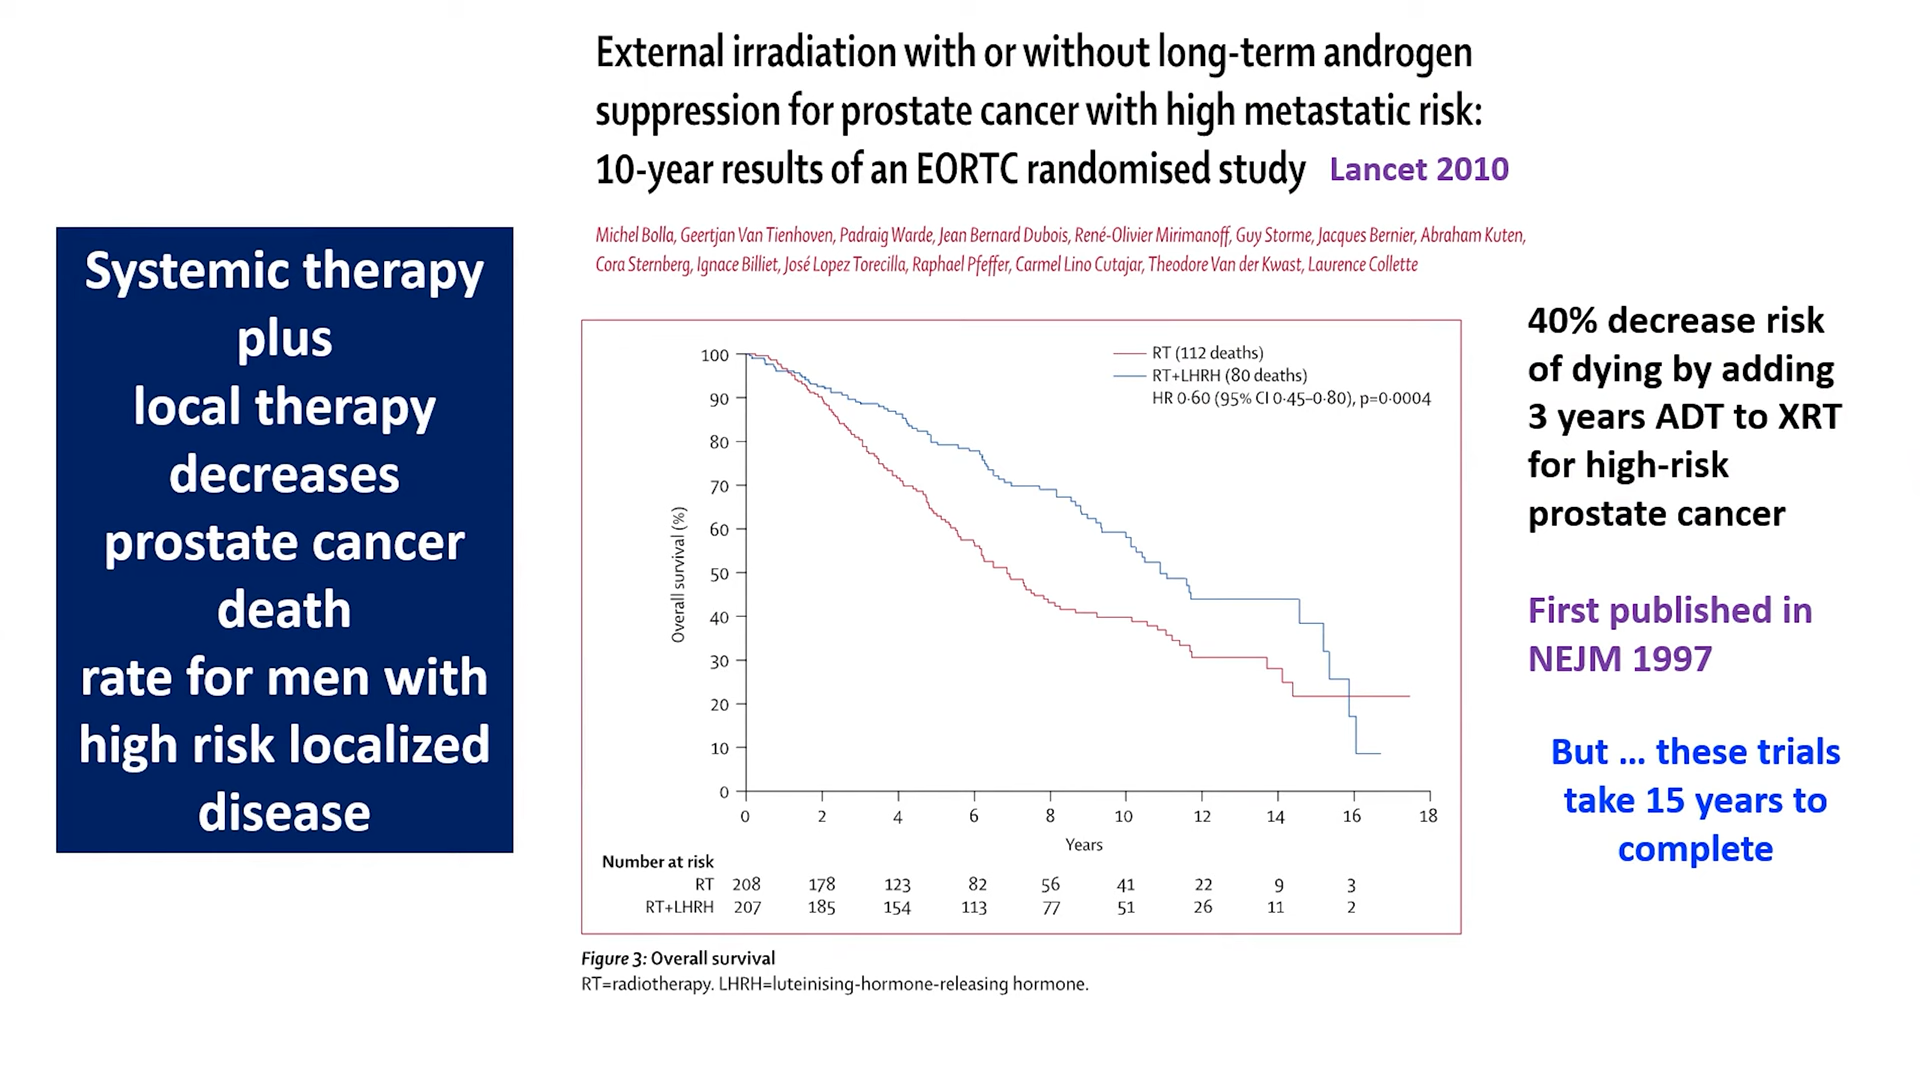 External irradiation with or without long-term androgen
suppression for prostate cancer with high metastatic risk:
10-year results of an EORTC randomised study Lancet 2010
Michel Bolla, Geertjan Van Tienhoven, Padraig Warde, Jean Bernard Dubois, René-Olivier Mirimanoff, Guy Storme, Jacques Bernier, Abraham Kuten,
Cora Sternberg, Ignace Billiet, José Lopez Torecilla, Raphael Pfeffer, Carmel Lino Cutajar, Theodore Van der Kwast, Laurence Collette
Systemic therapy
plus
local therapy
decreases
prostate cancer
death
rate for men with
high risk localized
disease
RT (112 deaths)
RT+LHRH (80 deaths)
HR 0·60 (95% CI 0·45–0·80), p=0·0004
Overall survival (%)
100
90
80
70
60
50
40
30
20
10
0
0 2 4 6 8 10 12 14 16 18
Years
Number at risk
RT 208 178 123 82 56 41 22 9 3
RT+LHRH 207 185 154 113 77 51 26 11 2
Figure 3: Overall survival
RT=radiotherapy. LHRH=luteinising-hormone-releasing hormone.
40% decrease risk
of dying by adding
3 years ADT to XRT
for high-risk
prostate cancer
First published in
NEJM 1997
But ... these trials
take 15 years to
complete